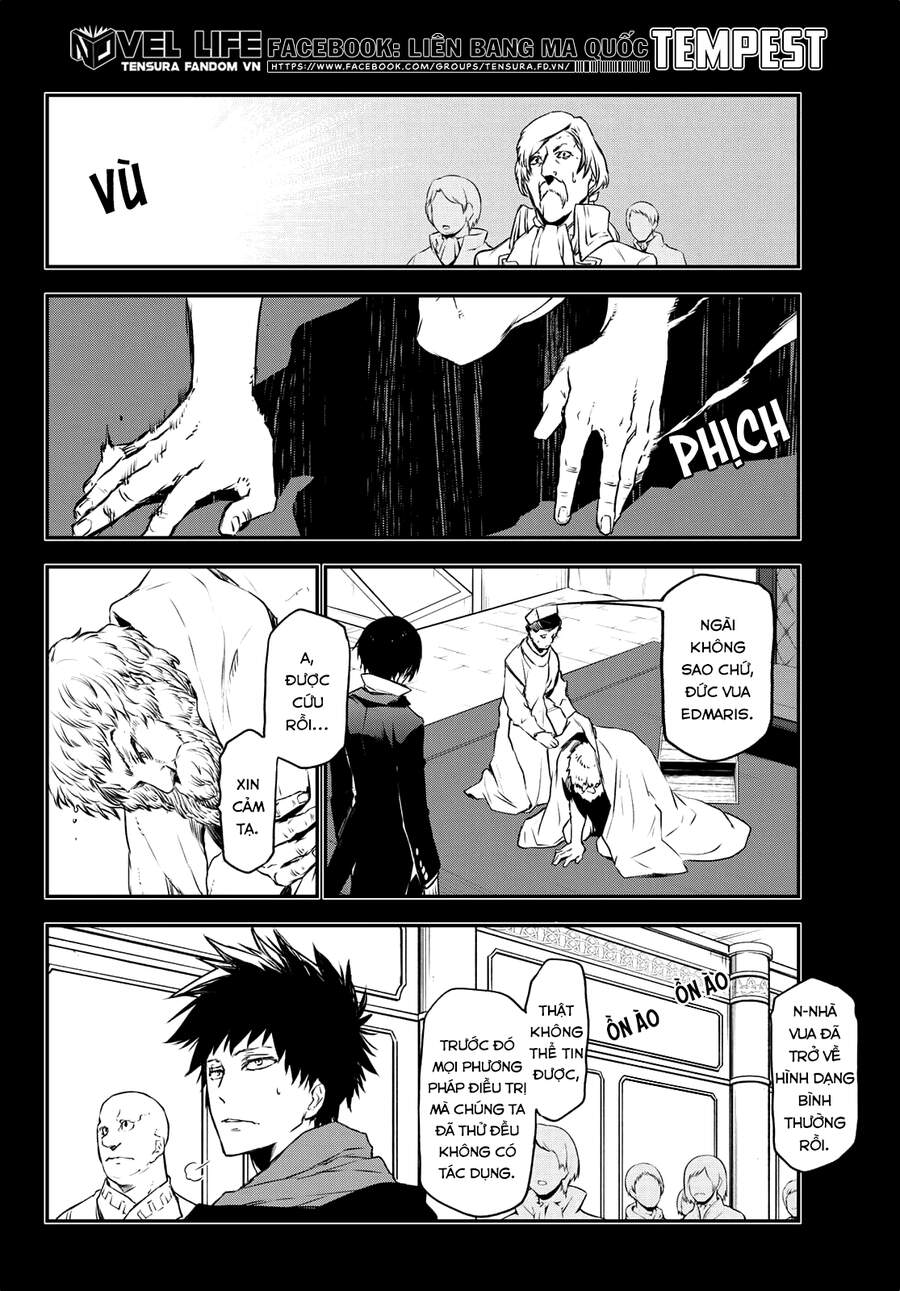 NOVEL LIFE
TENSURA FANDOM VN
FACEBOOK: LIÊN BANG MA QUỐC
HTTPS://WWW.FACEBOOK.COM/GROUPS/TENSURA.FD.VN/
TEMPEST
VÙ
PHỊCH
NGÀI
KHÔNG
SAO CHỨ,
ĐỨC VUA
EDMARIS.
A,
ĐƯỢC
CỨU
RỒI...
XIN
CẢM
TẠ.
N-NHÀ
VUA ĐÃ
TRỞ VỀ
HÌNH DẠNG
BÌNH
THƯỜNG
RỒI.
ỒN ÀO
ỒN ÀO
THẬT
KHÔNG
THỂ TIN
ĐƯỢC,
TRƯỚC ĐÓ
MỌI PHƯƠNG
PHÁP ĐIỀU TRỊ
MÀ CHÚNG TA
ĐÃ THỬ ĐỀU
KHÔNG CÓ
TÁC DỤNG.